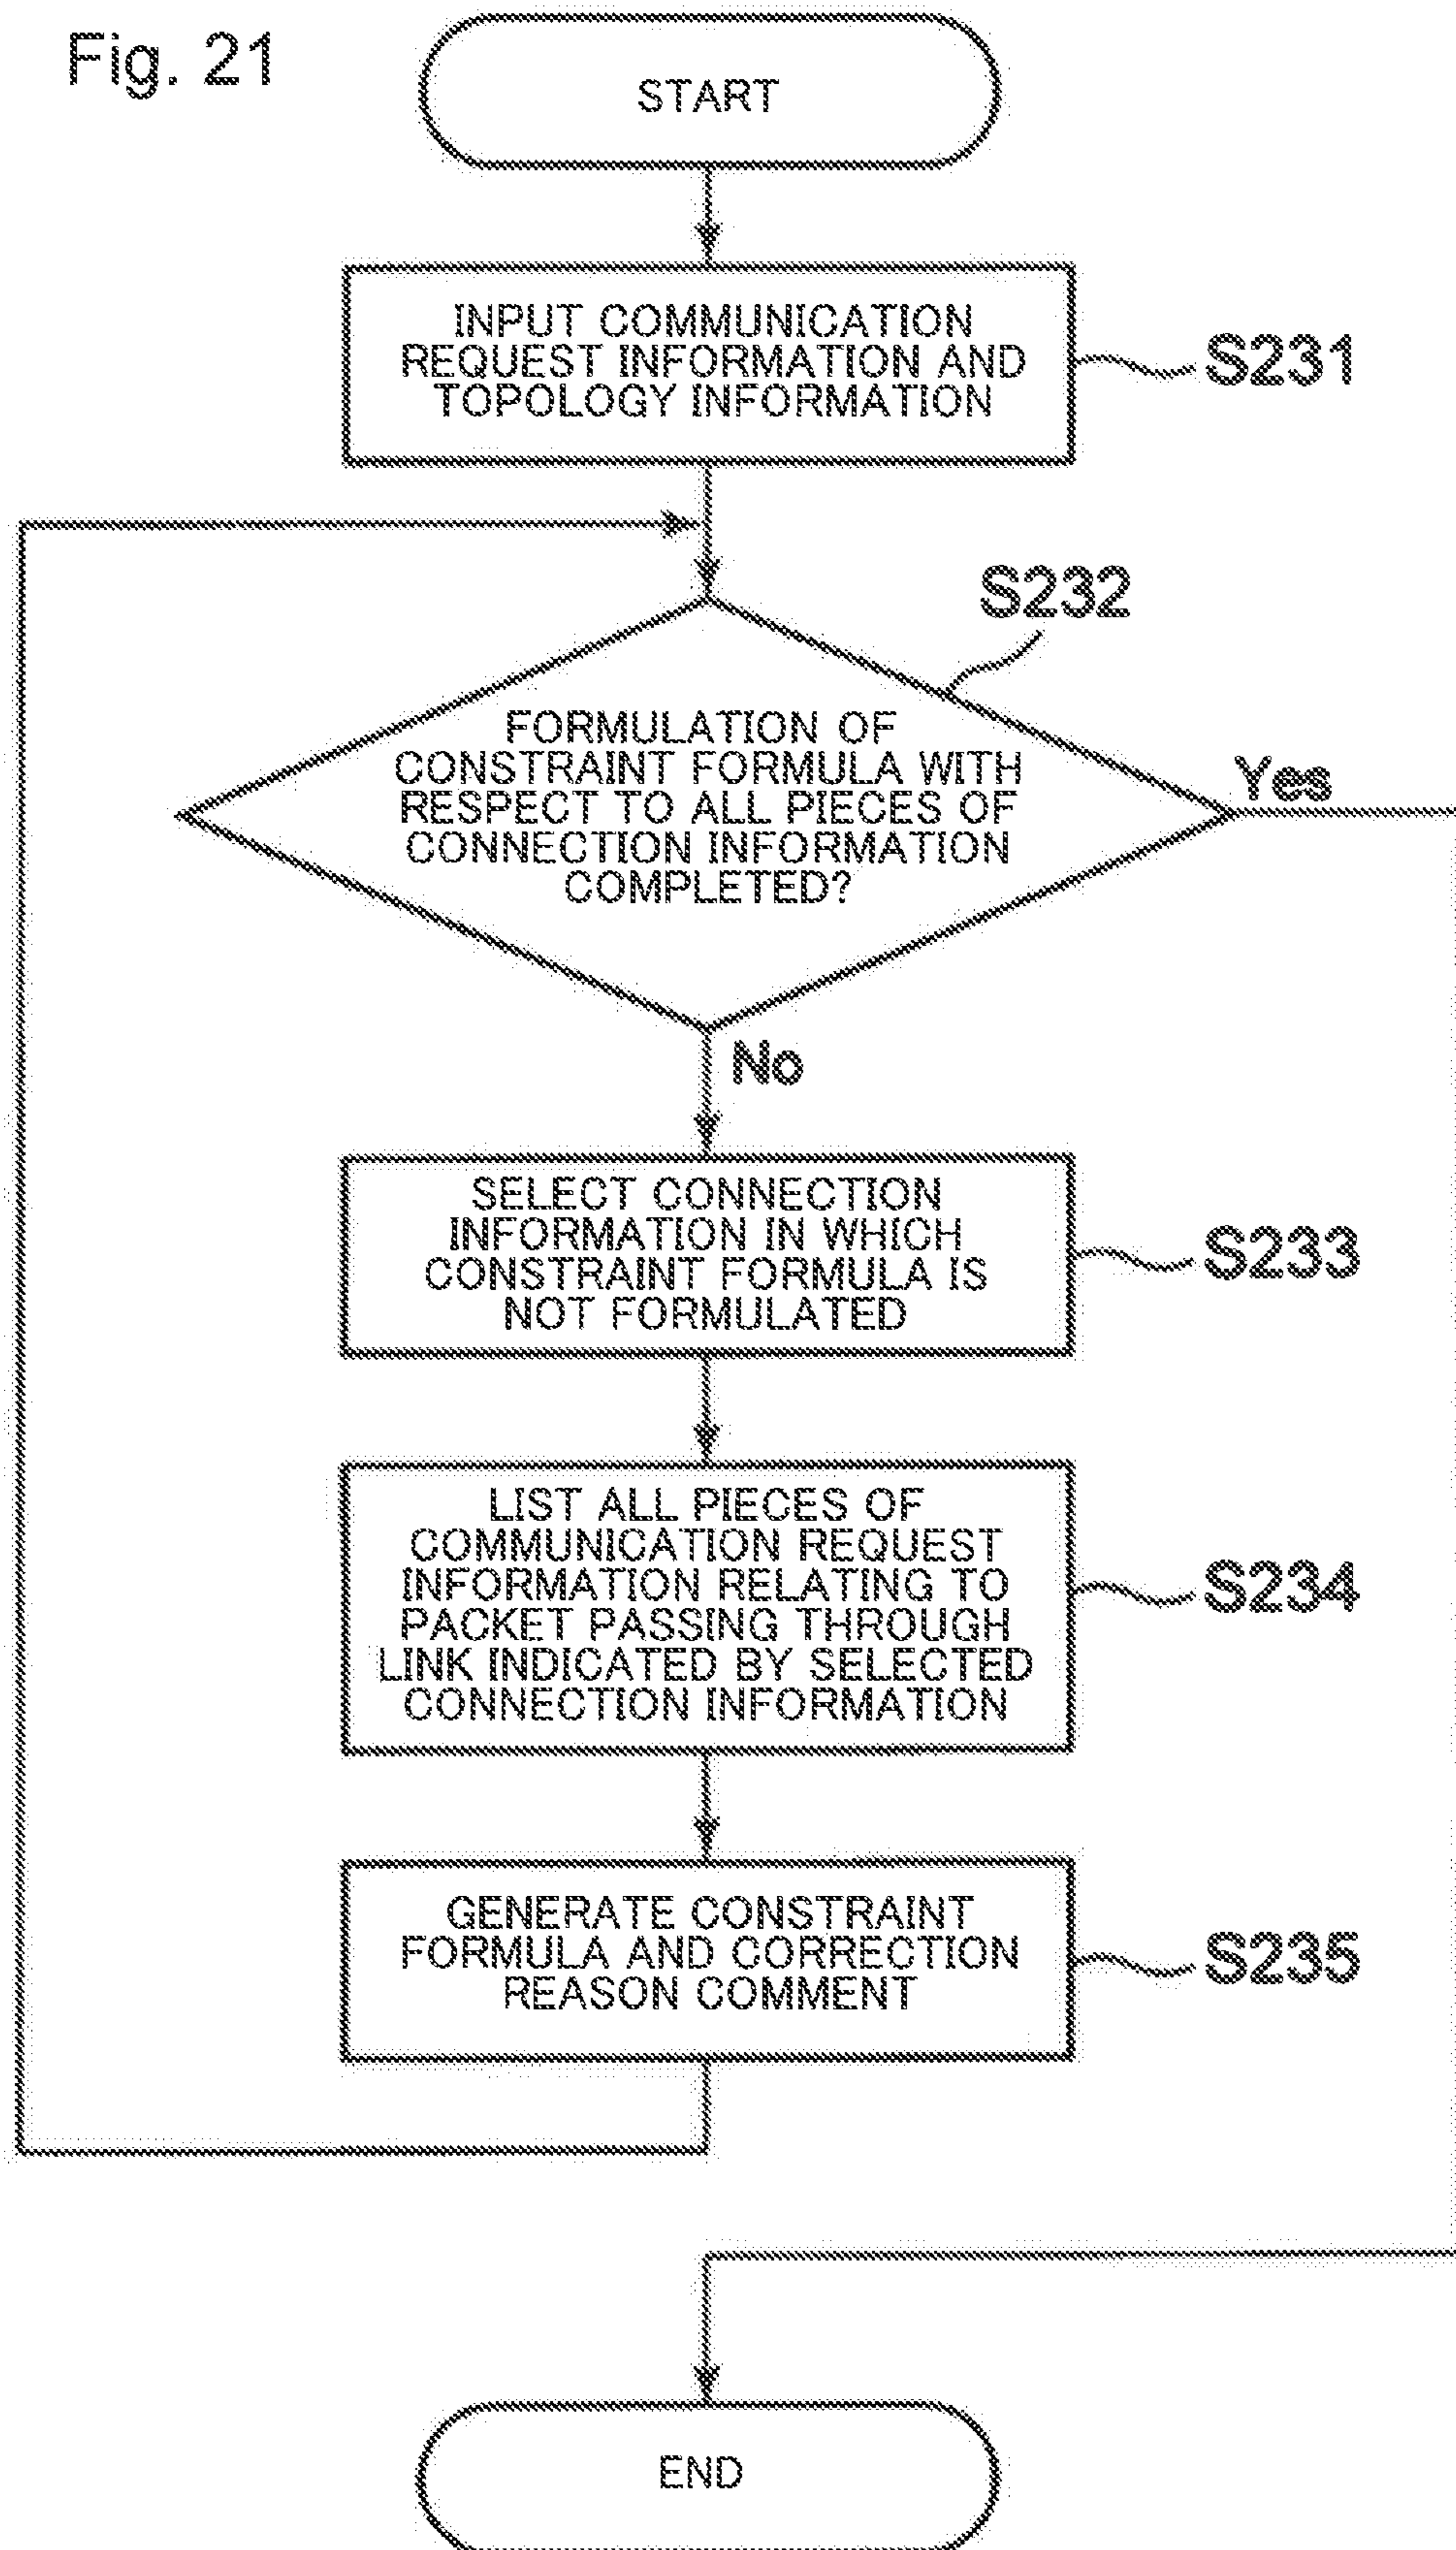 Fig. 21
START
INPUT COMMUNICATION
REQUEST INFORMATION AND
TOPOLOGY INFORMATION
S231
S232
FORMULATION OF
CONSTRAINT FORMULA WITH
RESPECT TO ALL PIECES OF
CONNECTION INFORMATION
COMPLETED?
Yes
No
SELECT CONNECTION
INFORMATION IN WHICH
CONSTRAINT FORMULA IS
NOT FORMULATED
S233
LIST ALL PIECES OF
COMMUNICATION REQUEST
INFORMATION RELATING TO
PACKET PASSING THROUGH
LINK INDICATED BY SELECTED
CONNECTION INFORMATION
S234
GENERATE CONSTRAINT
FORMULA AND CORRECTION
REASON COMMENT
S235
END